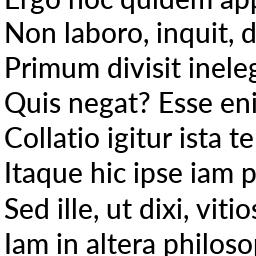 Ergo hoc quidem app
Non laboro, inquit, d
Primum divisit ineleg
Quis negat? Esse eni
Collatio igitur ista te
Itaque hic ipse iam p
Sed ille, ut dixi, vitios
Iam in altera philoso